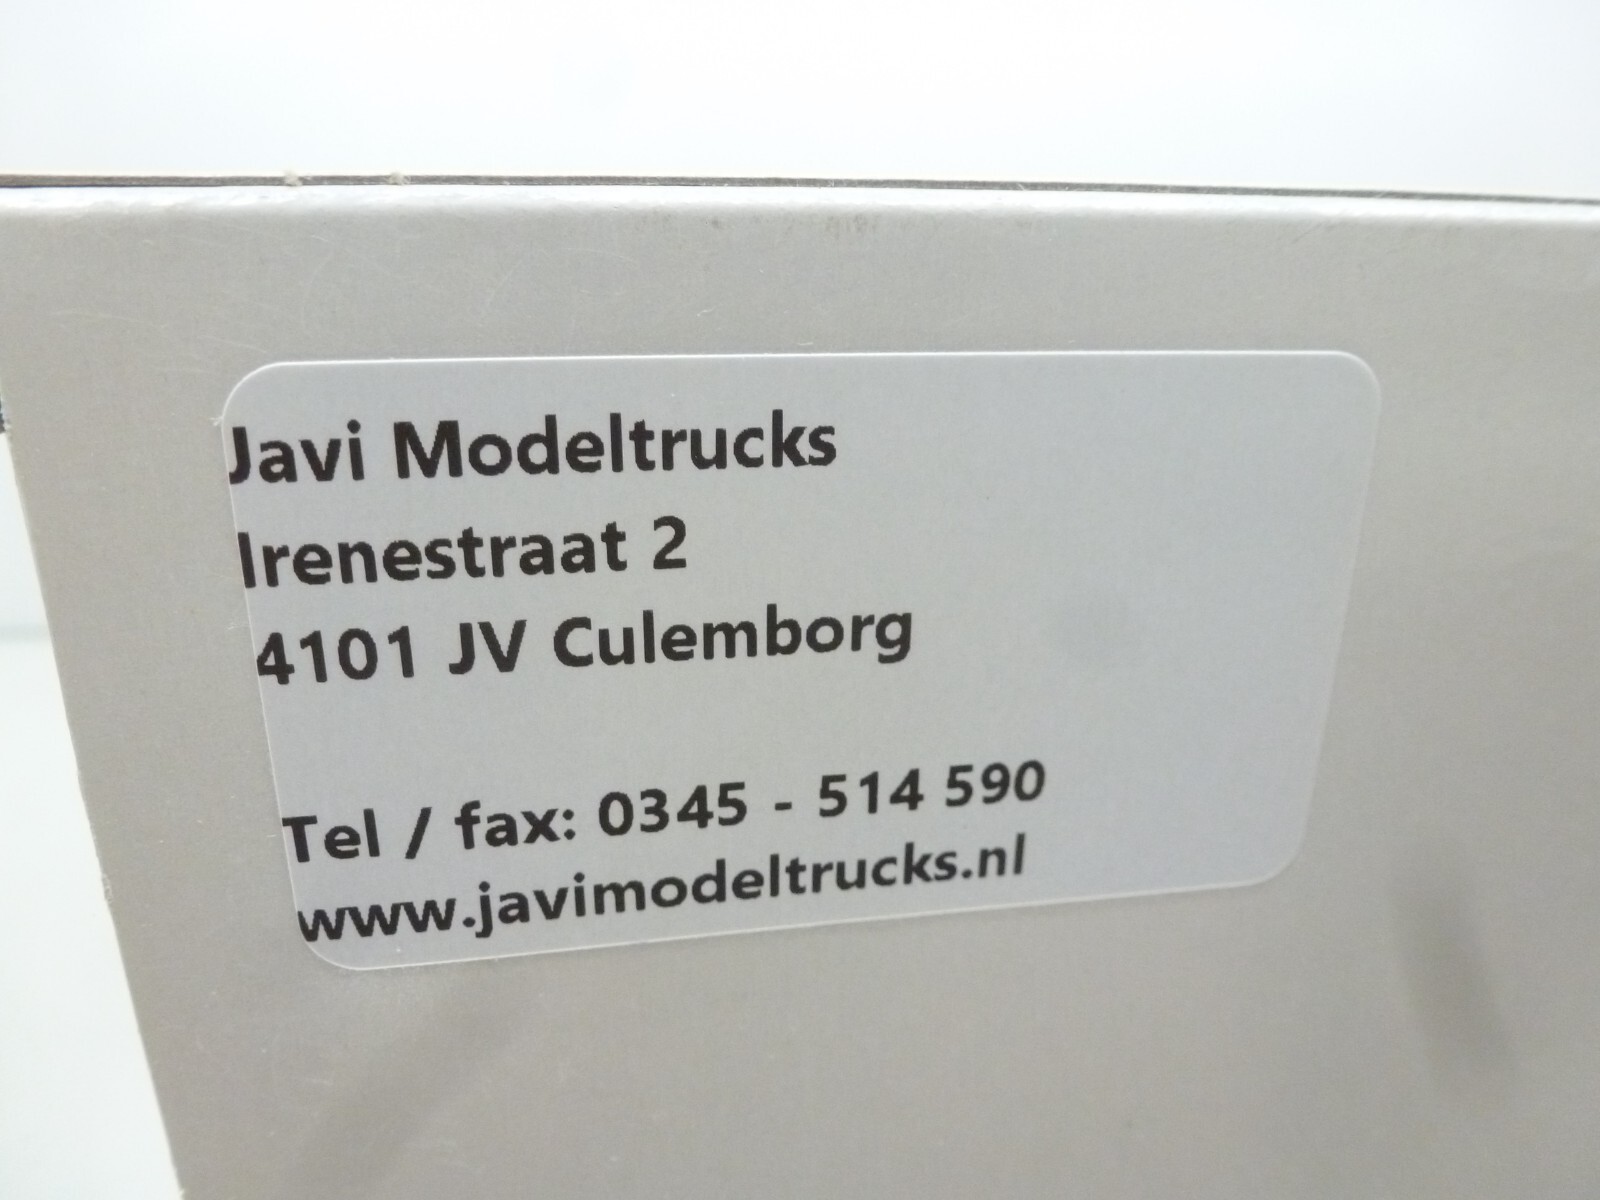 Javi Modeltrucks
Irenestraat 2
4101 JV Culemborg
Tel / fax: 0345 - 514 590
www.javimodeltrucks.nl